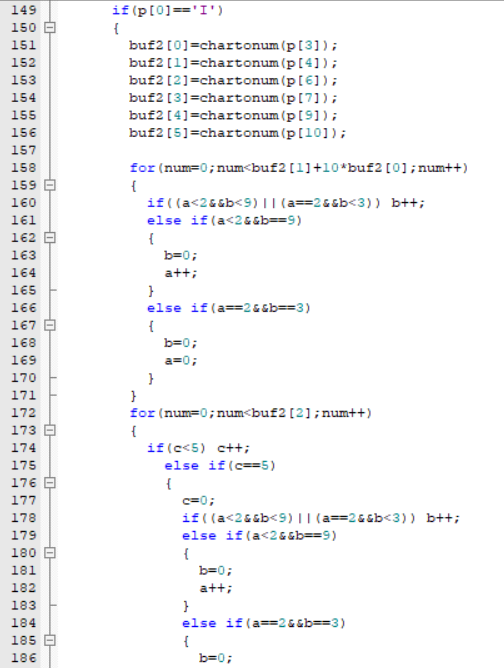 149 if(p[0]=='I')
150 {
151 buf2[0]=chartonum(p[3]);
152 buf2[1]=chartonum(p[4]);
153 buf2[2]=chartonum(p[6]);
154 buf2[3]=chartonum(p[7]);
155 buf2[4]=chartonum(p[9]);
156 buf2[5]=chartonum(p[10]);
157
158 for(num=0;num<buf2[1]+10*buf2[0];num++)
159 {
160 if((a<2&&b<9)||(a==2&&b<3)) b++;
161 else if(a<2&&b==9)
162 {
163 b=0;
164 a++;
165 }
166 else if(a==2&&b==3)
167 {
168 b=0;
169 a=0;
170 }
171 }
172 for(num=0;num<buf2[2];num++)
173 {
174 if(c<5) c++;
175 else if(c==5)
176 {
177 c=0;
178 if((a<2&&b<9)||(a==2&&b<3)) b++;
179 else if(a<2&&b==9)
180 {
181 b=0;
182 a++;
183 }
184 else if(a==2&&b==3)
185 {
186 b=0;